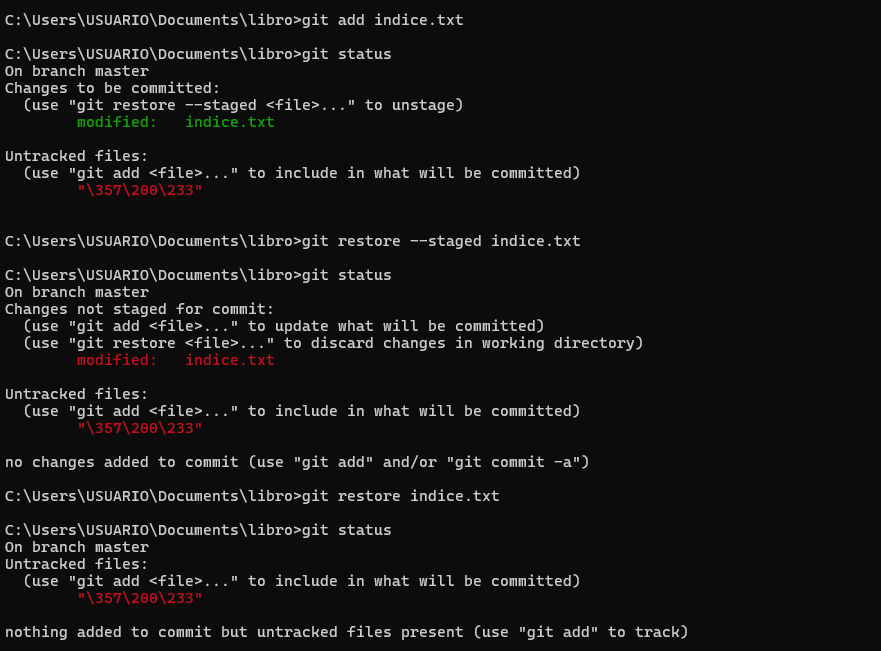 C:\Users\USUARIO\Documents\libro>git add indice.txt
C:\Users\USUARIO\Documents\libro>git status
On branch master
Changes to be committed:
  (use "git restore --staged <file>..." to unstage)
        modified:   indice.txt
Untracked files:
  (use "git add <file>..." to include in what will be committed)
        "\357\200\233"
C:\Users\USUARIO\Documents\libro>git restore --staged indice.txt
C:\Users\USUARIO\Documents\libro>git status
On branch master
Changes not staged for commit:
  (use "git add <file>..." to update what will be committed)
  (use "git restore <file>..." to discard changes in working directory)
        modified:   indice.txt
Untracked files:
  (use "git add <file>..." to include in what will be committed)
        "\357\200\233"
no changes added to commit (use "git add" and/or "git commit -a")
C:\Users\USUARIO\Documents\libro>git restore indice.txt
C:\Users\USUARIO\Documents\libro>git status
On branch master
Untracked files:
  (use "git add <file>..." to include in what will be committed)
        "\357\200\233"
nothing added to commit but untracked files present (use "git add" to track)